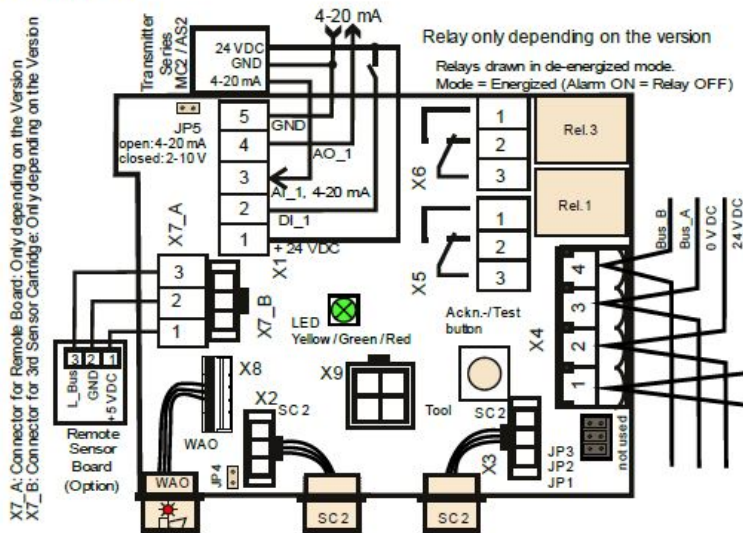 4-20 mA
Relay only depending on the version
Relays drawn in de-energized mode.
Mode = Energized (Alarm ON = Relay OFF)
Transmitter
Series
MC2 / AS2
24 VDC
GND
4-20 mA
JP5
open: 4-20 mA
closed: 2-10 V
5
4
3
2
1
GND
AO_1
AI_1, 4-20 mA
DI_1
+ 24 VDC
X1
X6
1
2
3
Rel.3
X5
1
2
3
Rel.1
Bus_B
Bus_A
0 V DC
24 V DC
X4
4
3
2
1
X7_A: Connector for Remote Board: Only depending on the Version
X7_B: Connector for 3rd Sensor Cartridge: Only depending on the Version
X7_A
3
2
1
X7_B
LED
Yellow / Green / Red
Ackn.-/Test
button
3 2 1
L_Bus
GND
+5 VDC
Remote
Sensor
Board
(Option)
X8
WAO
X2
SC 2
JP4
X9
Tool
SC 2
X3
JP3
JP2
JP1
not used
WAO
SC 2
SC 2